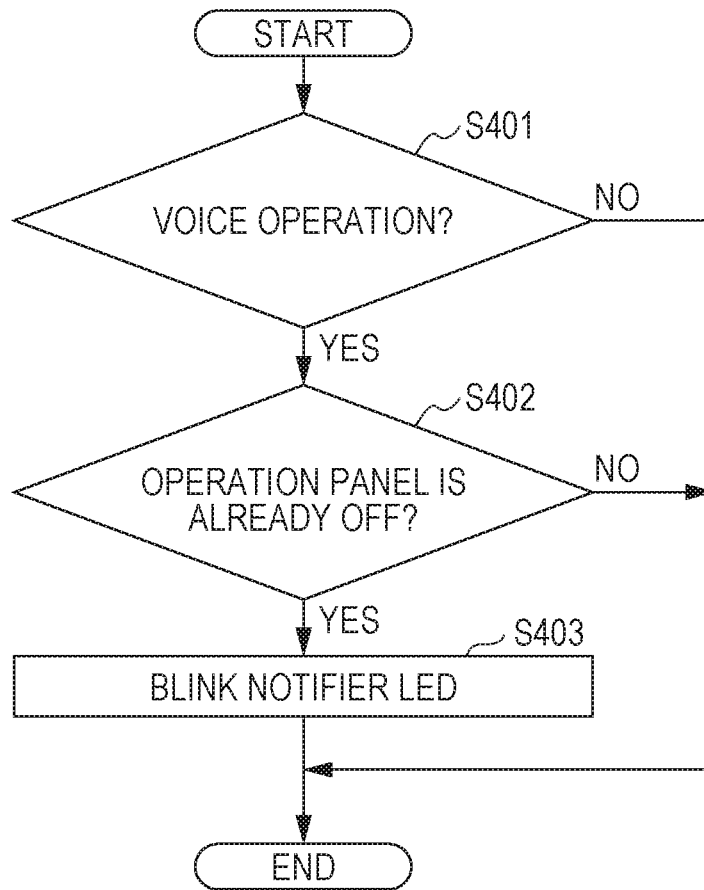 START
S401
VOICE OPERATION?
NO
YES
S402
OPERATION PANEL IS
ALREADY OFF?
NO
YES
S403
BLINK NOTIFIER LED
END